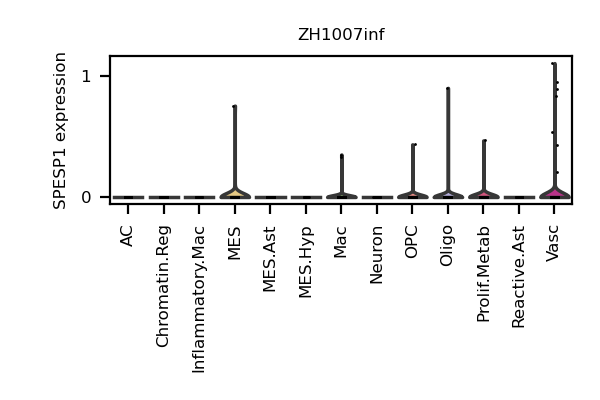 ZH1007inf
SPESP1 expression
1
0
AC
Chromatin.Reg
Inflammatory.Mac
MES
MES.Ast
MES.Hyp
Mac
Neuron
OPC
Oligo
Prolif.Metab
Reactive.Ast
Vasc